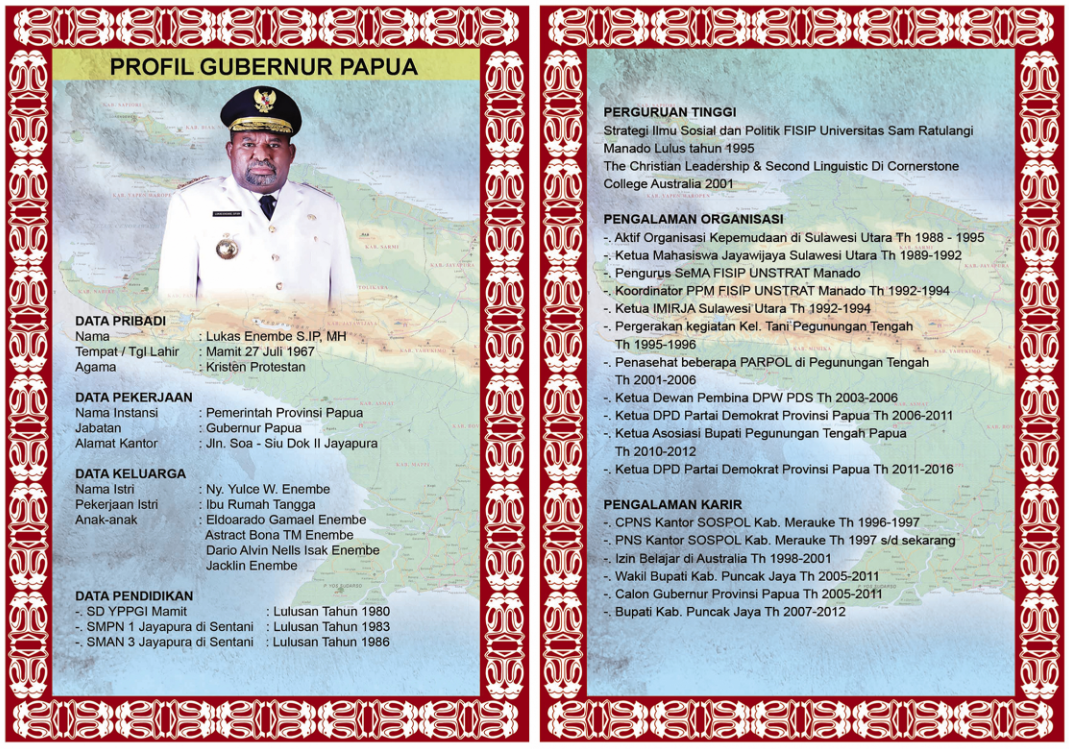 PROFIL GUBERNUR PAPUA
DATA PRIBADI
Nama : Lukas Enembe S.IP, MH
Tempat / Tgl Lahir : Mamit 27 Juli 1967
Agama : Kristen Protestan
DATA PEKERJAAN
Nama Instansi : Pemerintah Provinsi Papua
Jabatan : Gubernur Papua
Alamat Kantor : Jln. Soa - Siu Dok II Jayapura
DATA KELUARGA
Nama Istri : Ny. Yulce W. Enembe
Pekerjaan Istri : Ibu Rumah Tangga
Anak-anak : Eldoarado Gamael Enembe
Astract Bona TM Enembe
Dario Alvin Nells Isak Enembe
Jacklin Enembe
DATA PENDIDIKAN
-. SD YPPGI Mamit : Lulusan Tahun 1980
-. SMPN 1 Jayapura di Sentani : Lulusan Tahun 1983
-. SMAN 3 Jayapura di Sentani : Lulusan Tahun 1986
PERGURUAN TINGGI
Strategi Ilmu Sosial dan Politik FISIP Universitas Sam Ratulangi
Manado Lulus tahun 1995
The Christian Leadership & Second Linguistic Di Cornerstone
College Australia 2001
PENGALAMAN ORGANISASI
-. Aktif Organisasi Kepemudaan di Sulawesi Utara Th 1988 - 1995
-. Ketua Mahasiswa Jayawijaya Sulawesi Utara Th 1989-1992
-. Pengurus SeMA FISIP UNSTRAT Manado
-. Koordinator PPM FISIP UNSTRAT Manado Th 1992-1994
-. Ketua IMIRJA Sulawesi Utara Th 1992-1994
-. Pergerakan kegiatan Kel. Tani Pegunungan Tengah
Th 1995-1996
-. Penasehat beberapa PARPOL di Pegunungan Tengah
Th 2001-2006
-. Ketua Dewan Pembina DPW PDS Th 2003-2006
-. Ketua DPD Partai Demokrat Provinsi Papua Th 2006-2011
-. Ketua Asosiasi Bupati Pegunungan Tengah Papua
Th 2010-2012
-. Ketua DPD Partai Demokrat Provinsi Papua Th 2011-2016
PENGALAMAN KARIR
-. CPNS Kantor SOSPOL Kab. Merauke Th 1996-1997
-. PNS Kantor SOSPOL Kab. Merauke Th 1997 s/d sekarang
-. Izin Belajar di Australia Th 1998-2001
-. Wakil Bupati Kab. Puncak Jaya Th 2005-2011
-. Calon Gubernur Provinsi Papua Th 2005-2011
-. Bupati Kab. Puncak Jaya Th 2007-2012